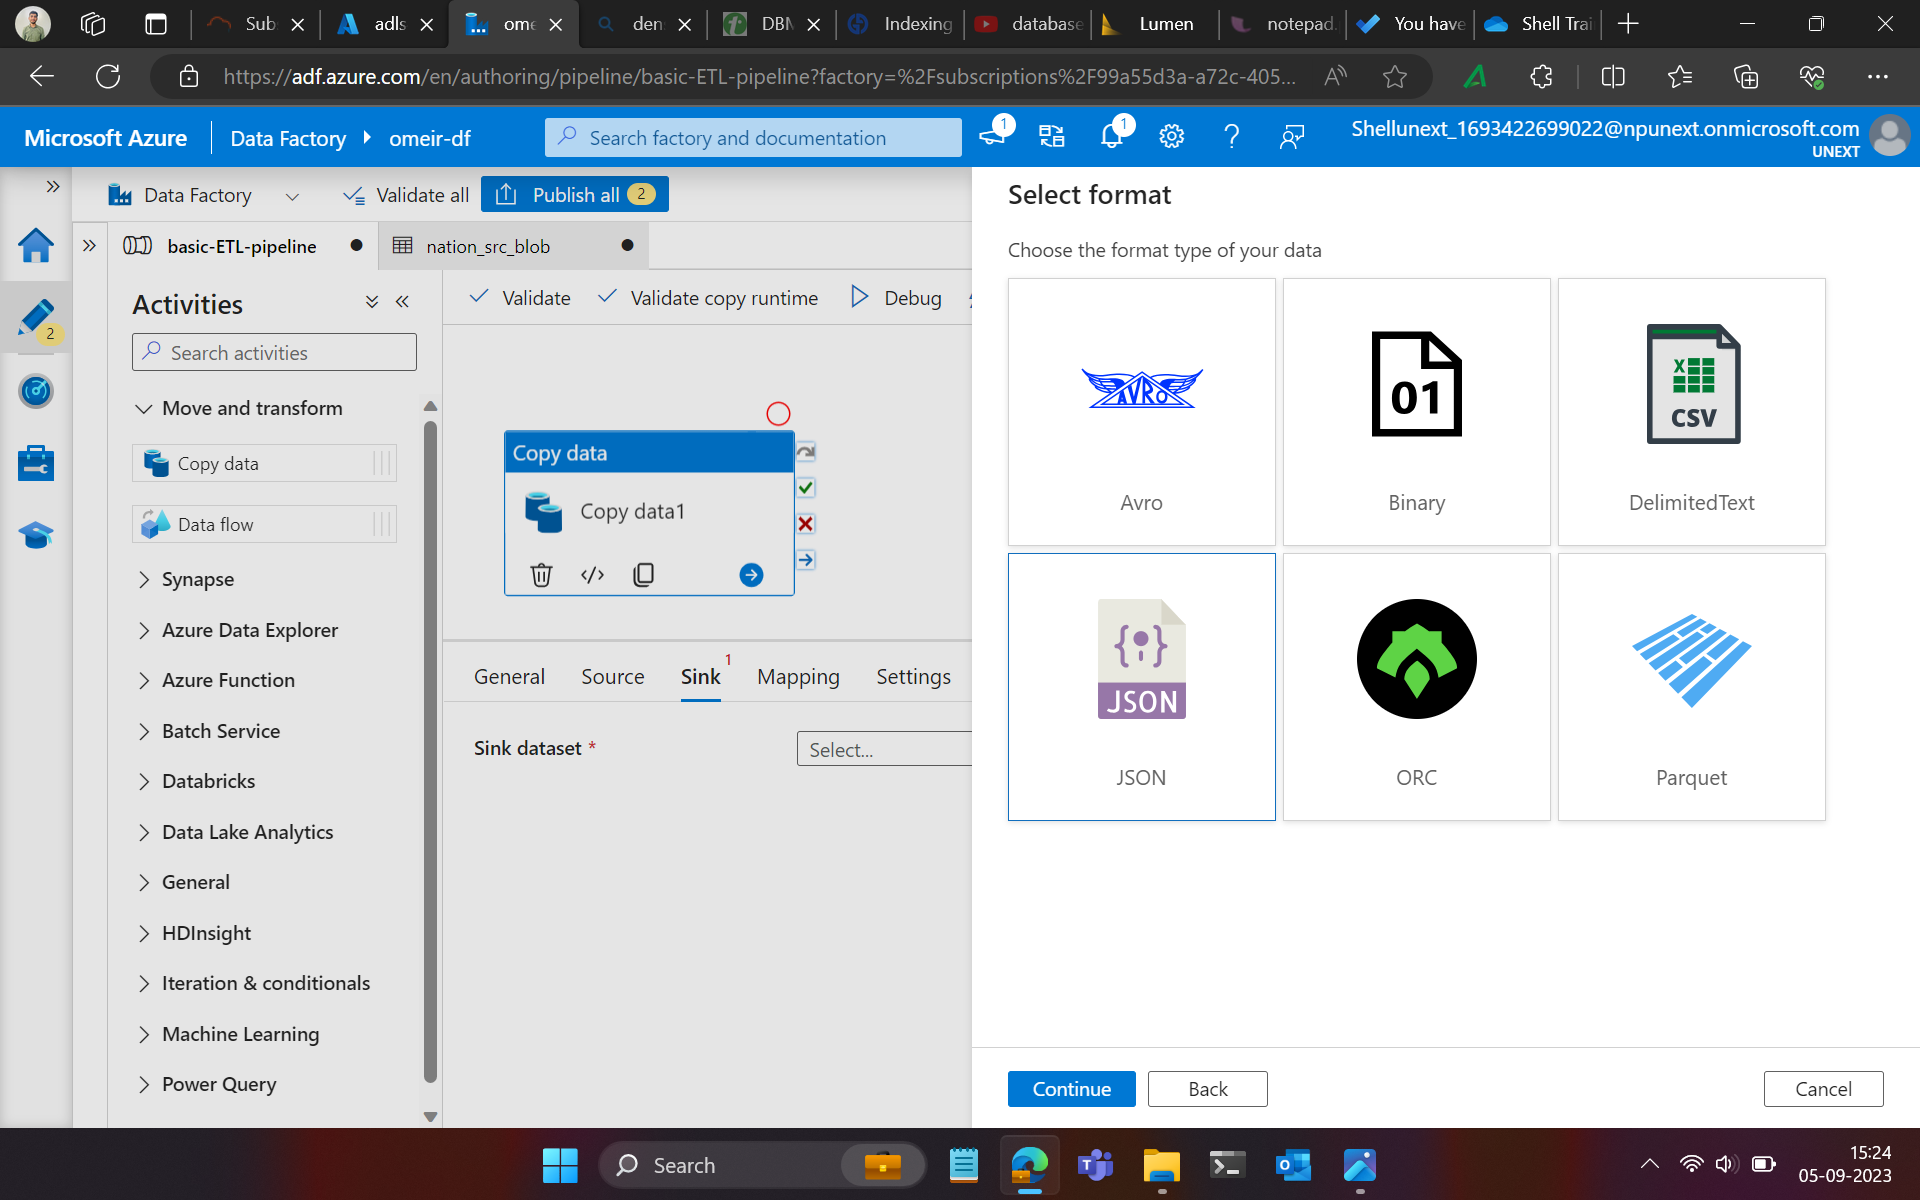 Sub
adls
ome
den
DBM
Indexing
database
Lumen
notepad.
You have
Shell Trai
https://adf.azure.com/en/authoring/pipeline/basic-ETL-pipeline?factory=%2Fsubscriptions%2F99a55d3a-a72c-405...
Microsoft Azure
Data Factory
omeir-df
Search factory and documentation
1
1
Shellunext_1693422699022@npunext.onmicrosoft.com
UNEXT
Data Factory
Validate all
Publish all 2
basic-ETL-pipeline
nation_src_blob
2
Activities
Search activities
Move and transform
Copy data
Data flow
Synapse
Azure Data Explorer
Azure Function
Batch Service
Databricks
Data Lake Analytics
General
HDInsight
Iteration & conditionals
Machine Learning
Power Query
Validate
Validate copy runtime
Debug
Copy data
Copy data1
General
Source
Sink 1
Mapping
Settings
Sink dataset *
Select...
Select format
Choose the format type of your data
AVRO
Avro
01
Binary
X
CSV
DelimitedText
JSON
JSON
ORC
Parquet
Continue
Back
Cancel
Search
15:24
05-09-2023